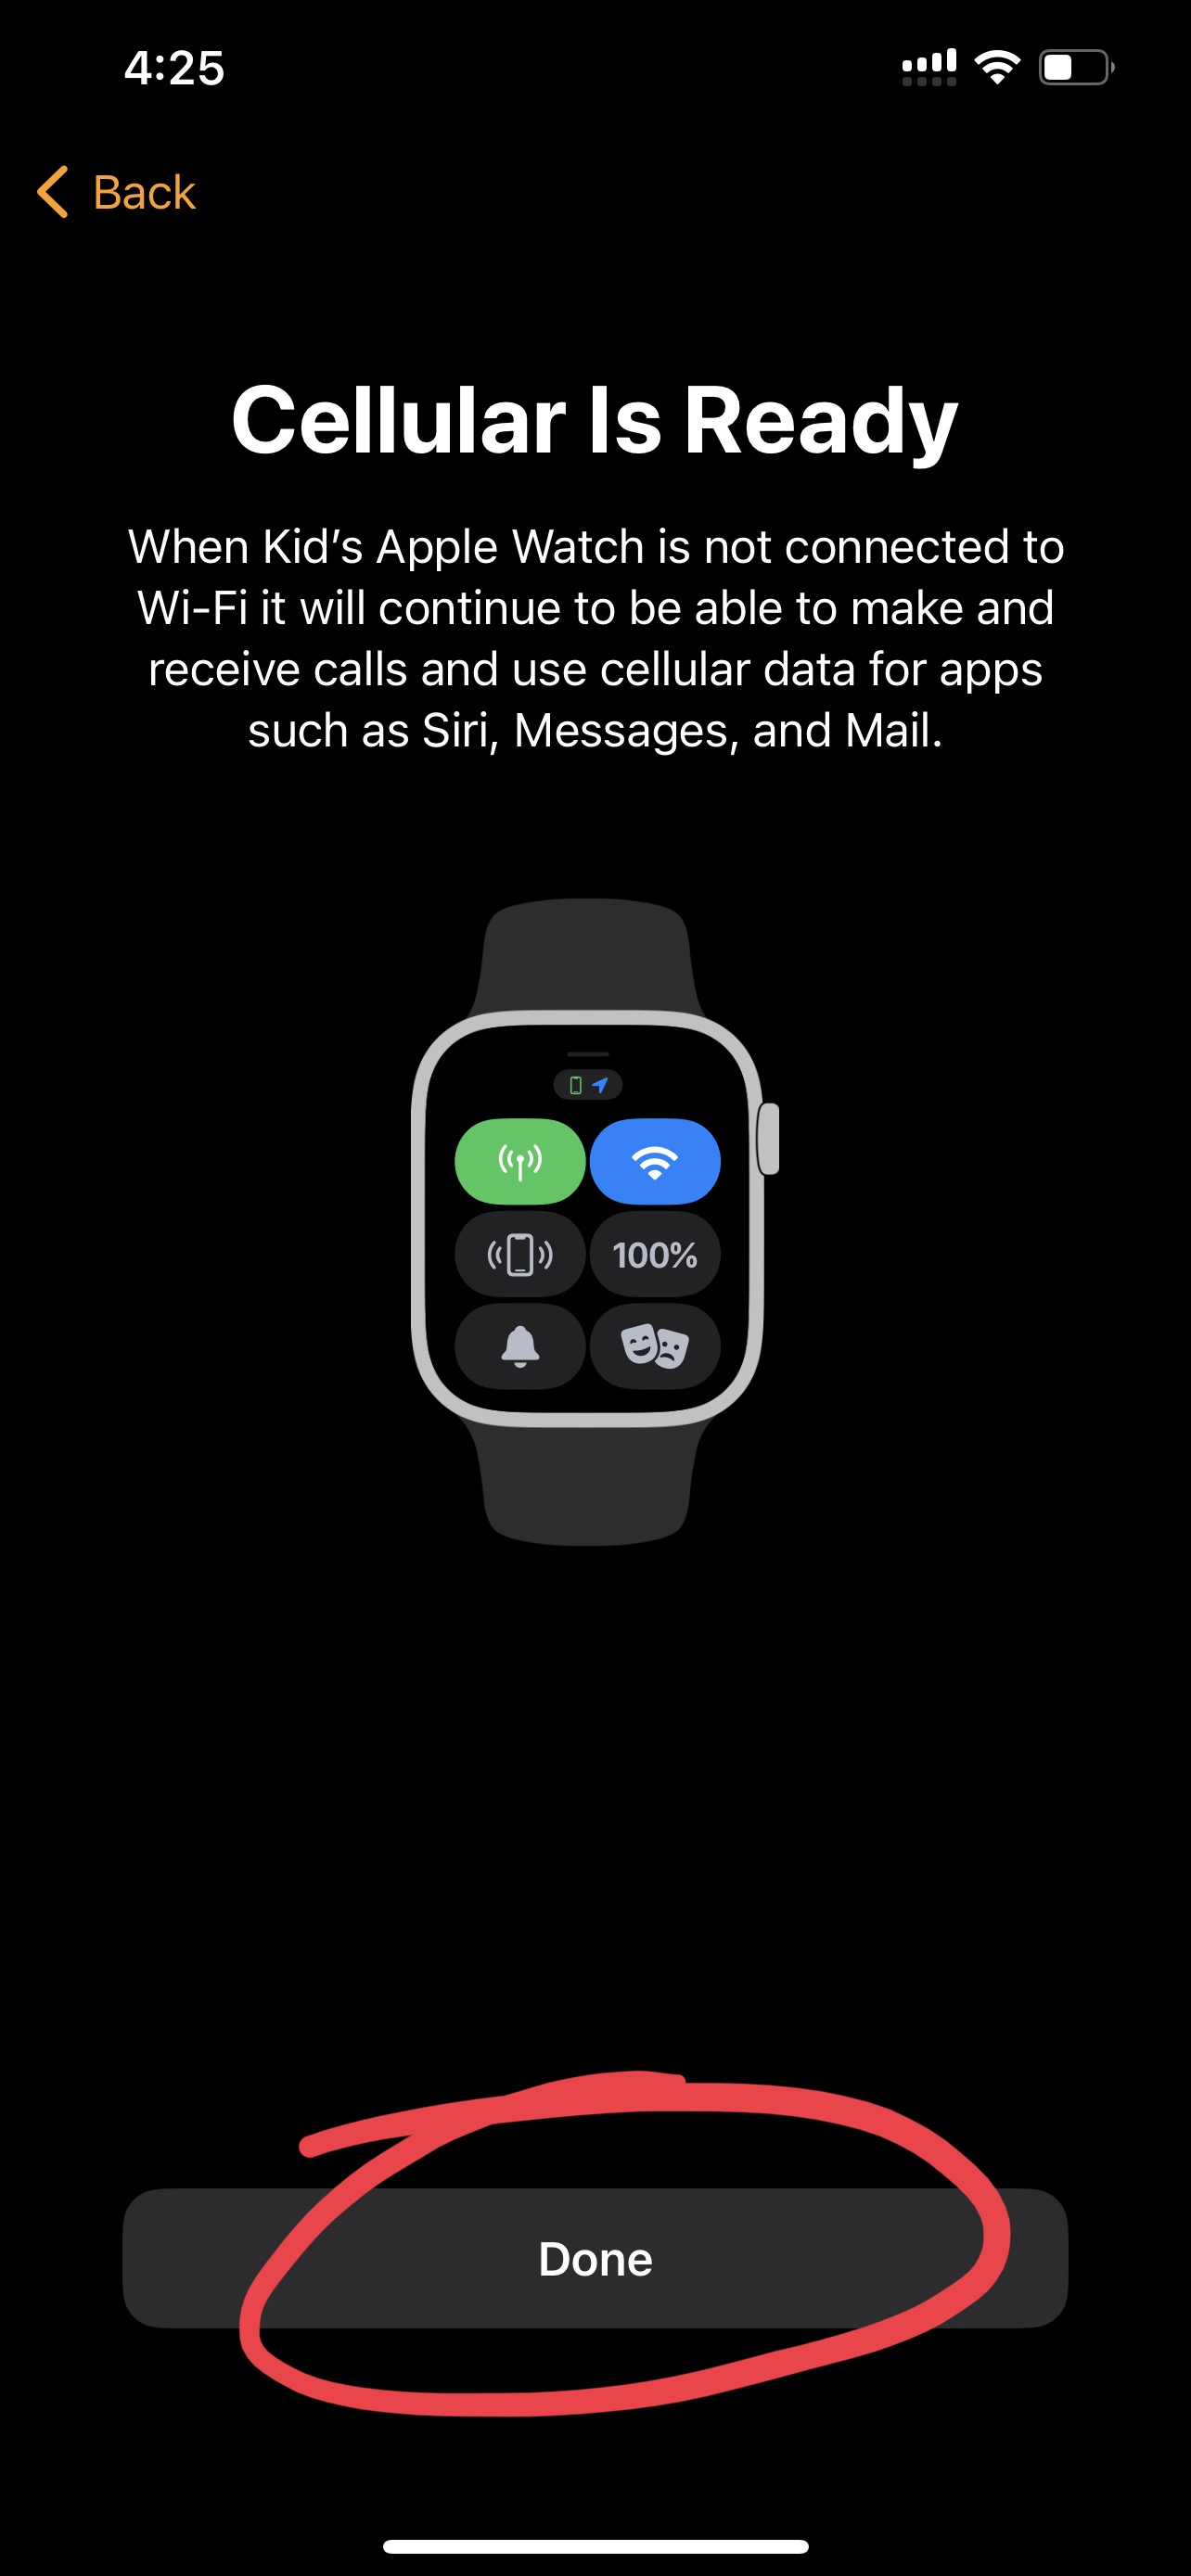 4:25
Back
Cellular Is Ready
When Kid’s Apple Watch is not connected to
Wi-Fi it will continue to be able to make and
receive calls and use cellular data for apps
such as Siri, Messages, and Mail.
100%
Done